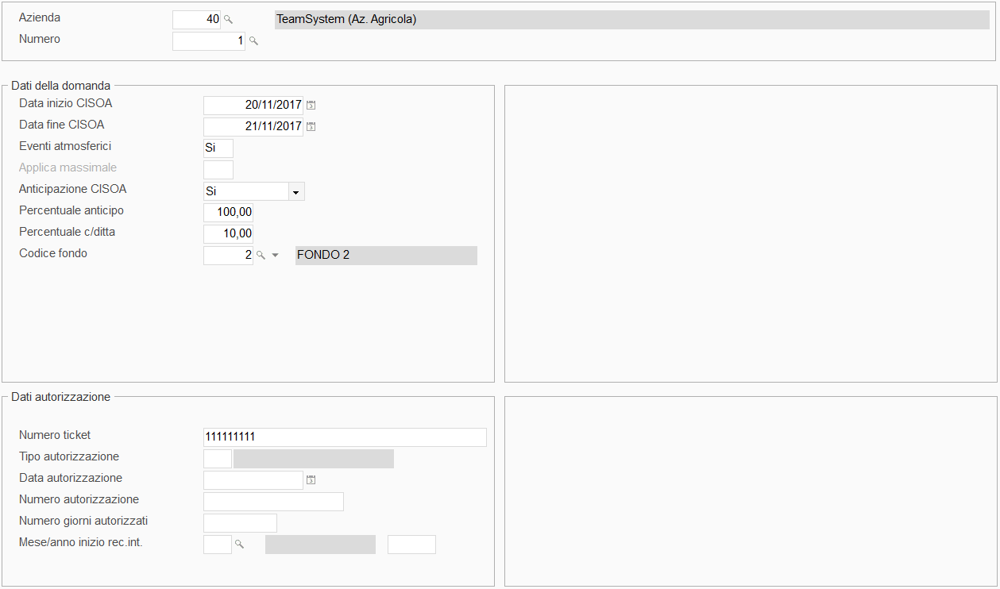 Azienda 40 TeamSystem (Az. Agricola)
Numero 1
Dati della domanda
Data inizio CISOA 20/11/2017
Data fine CISOA 21/11/2017
Eventi atmosferici Si
Applica massimale
Anticipazione CISOA Si
Percentuale anticipo 100,00
Percentuale c/ditta 10,00
Codice fondo 2 FONDO 2
Dati autorizzazione
Numero ticket 111111111
Tipo autorizzazione
Data autorizzazione
Numero autorizzazione
Numero giorni autorizzati
Mese/anno inizio rec.int.